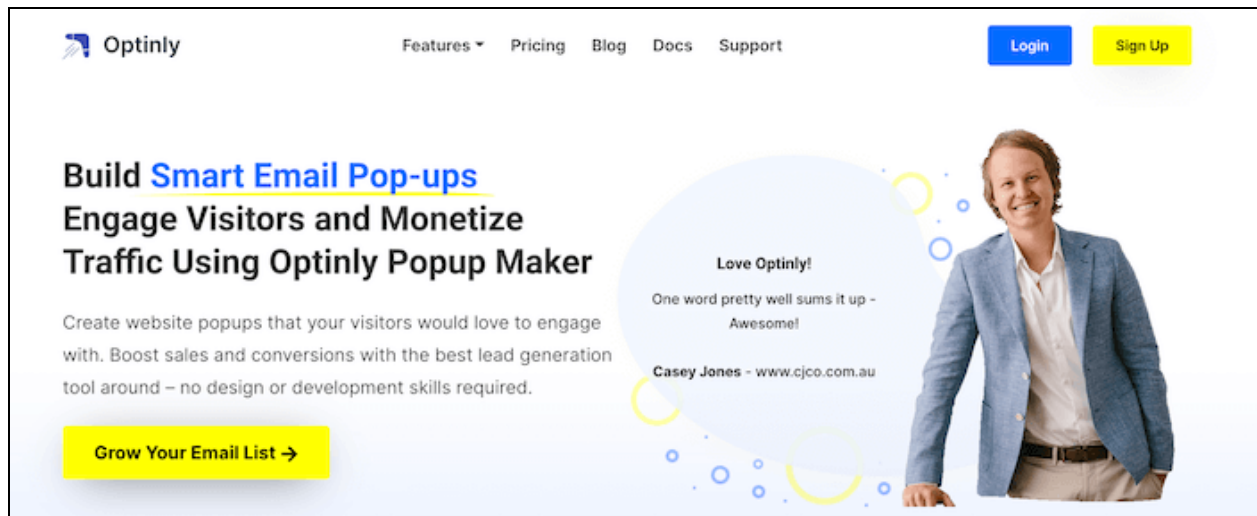 Optinly
Features
Pricing
Blog
Docs
Support
Login
Sign Up
Build Smart Email Pop-ups
Engage Visitors and Monetize
Traffic Using Optinly Popup Maker
Create website popups that your visitors would love to engage
with. Boost sales and conversions with the best lead generation
tool around – no design or development skills required.
Grow Your Email List →
Love Optinly!
One word pretty well sums it up -
Awesome!
Casey Jones - www.cjco.com.au